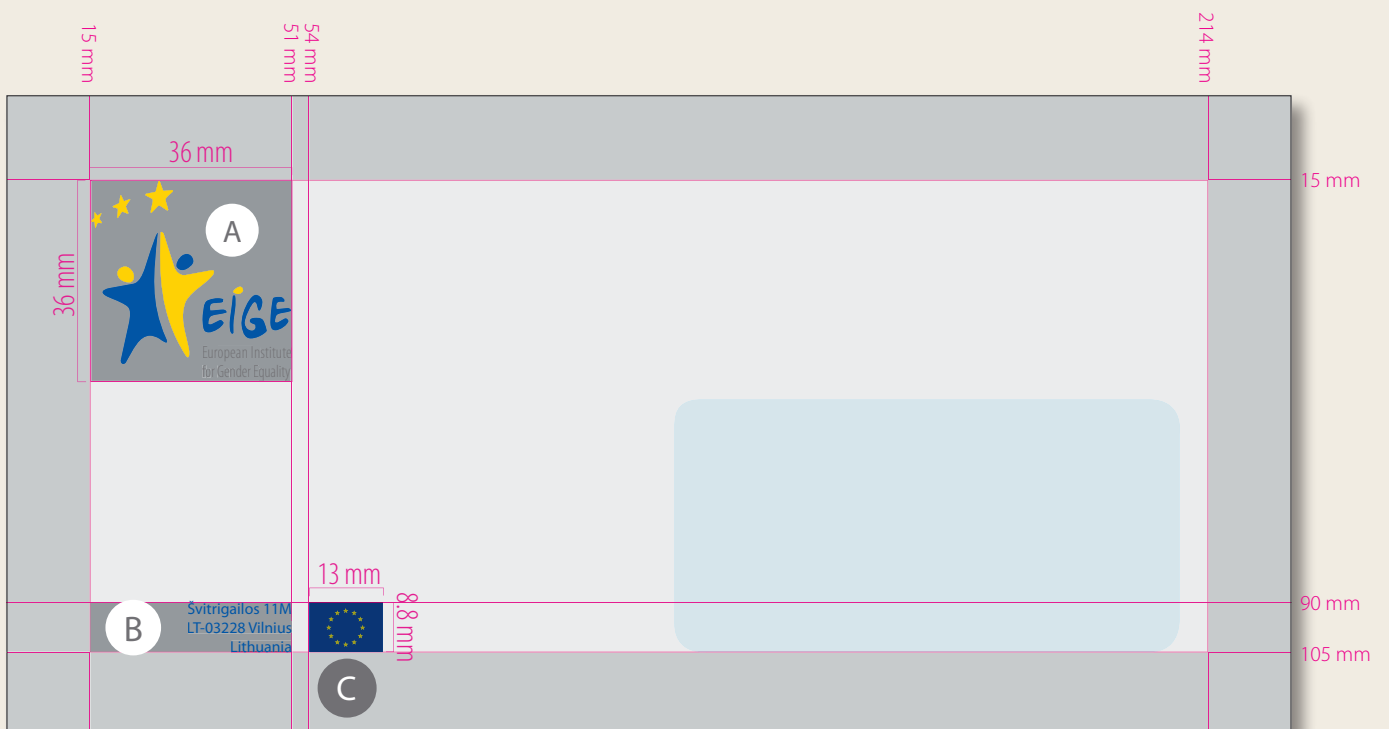 15 mm
51 mm
54 mm
214 mm
36 mm
15 mm
A
36 mm
EIGE
European Institute
for Gender Equality
13 mm
8.8 mm
90 mm
B
Švitrigailos 11M
LT-03228 Vilnius
Lithuania
105 mm
C